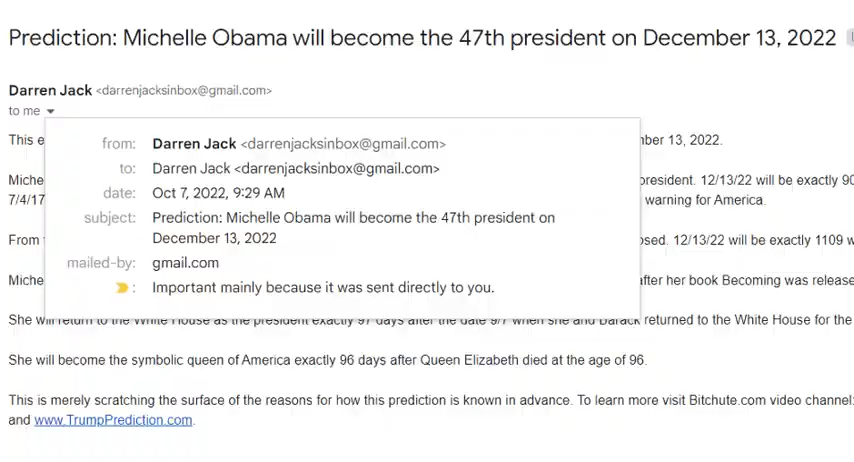 Prediction: Michelle Obama will become the 47th president on December 13, 2022
Darren Jack <darrenjacksinbox@gmail.com>
to me
This e
nber 13, 2022.
from: Darren Jack <darrenjacksinbox@gmail.com>
to: Darren Jack <darrenjacksinbox@gmail.com>
date: Oct 7, 2022, 9:29 AM
subject: Prediction: Michelle Obama will become the 47th president on
December 13, 2022
mailed-by: gmail.com
: Important mainly because it was sent directly to you.
Miche
resident. 12/13/22 will be exactly 90
7/4/17
warning for America.
From
osed. 12/13/22 will be exactly 1109 w
Miche
after her book Becoming was release
She will return to the White House as the president exactly 97 days after the date 9/7 when she and Barack returned to the White House for the
She will become the symbolic queen of America exactly 96 days after Queen Elizabeth died at the age of 96.
This is merely scratching the surface of the reasons for how this prediction is known in advance. To learn more visit Bitchute.com video channel:
and www.TrumpPrediction.com.